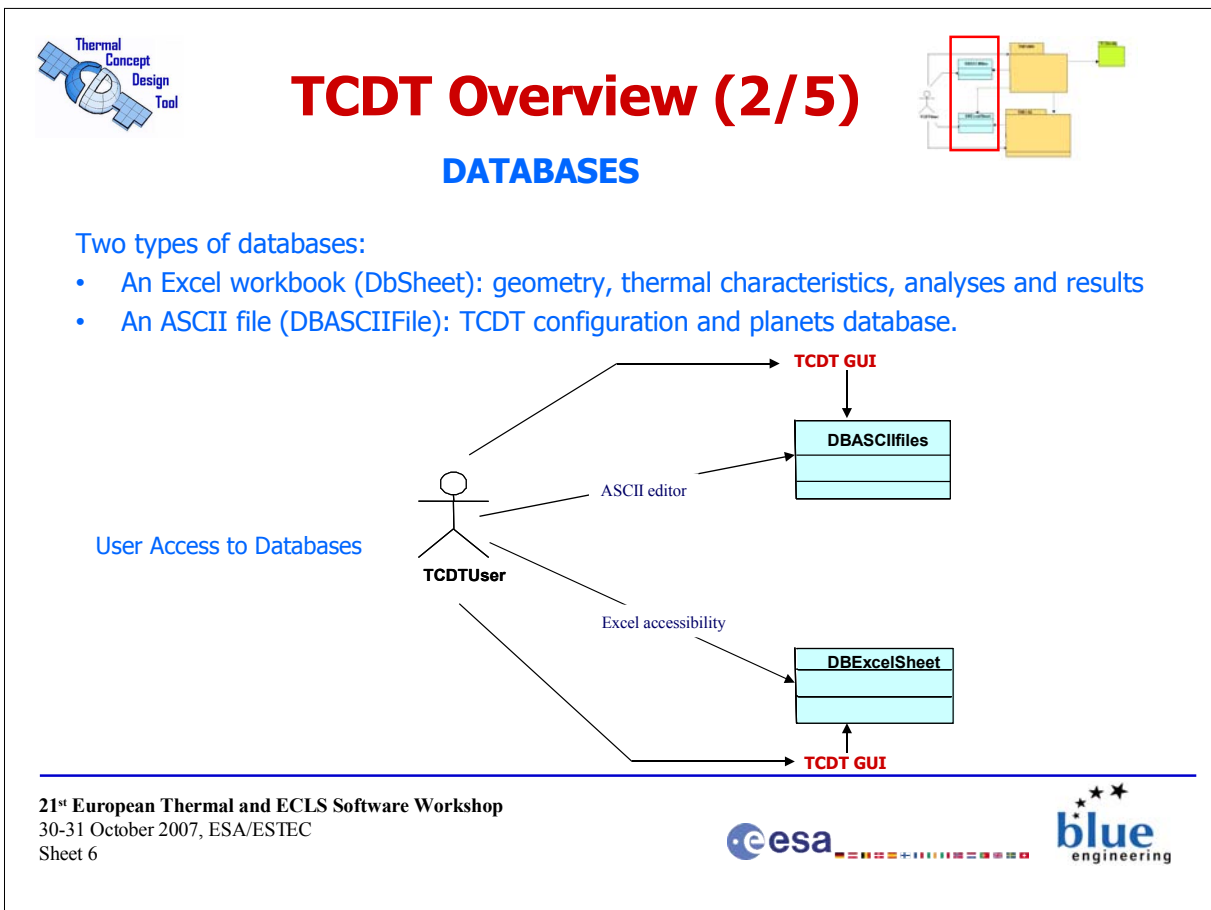 Thermal
Concept
Design
Tool
TCDT Overview (2/5)
DATABASES
Two types of databases:
• An Excel workbook (DbSheet): geometry, thermal characteristics, analyses and results
• An ASCII file (DBASCIIFile): TCDT configuration and planets database.
TCDT GUI
DBASCIIfiles
ASCII editor
User Access to Databases
TCDTUser
Excel accessibility
DBExcelSheet
TCDT GUI
21st European Thermal and ECLS Software Workshop
30-31 October 2007, ESA/ESTEC
Sheet 6
esa
blue
engineering